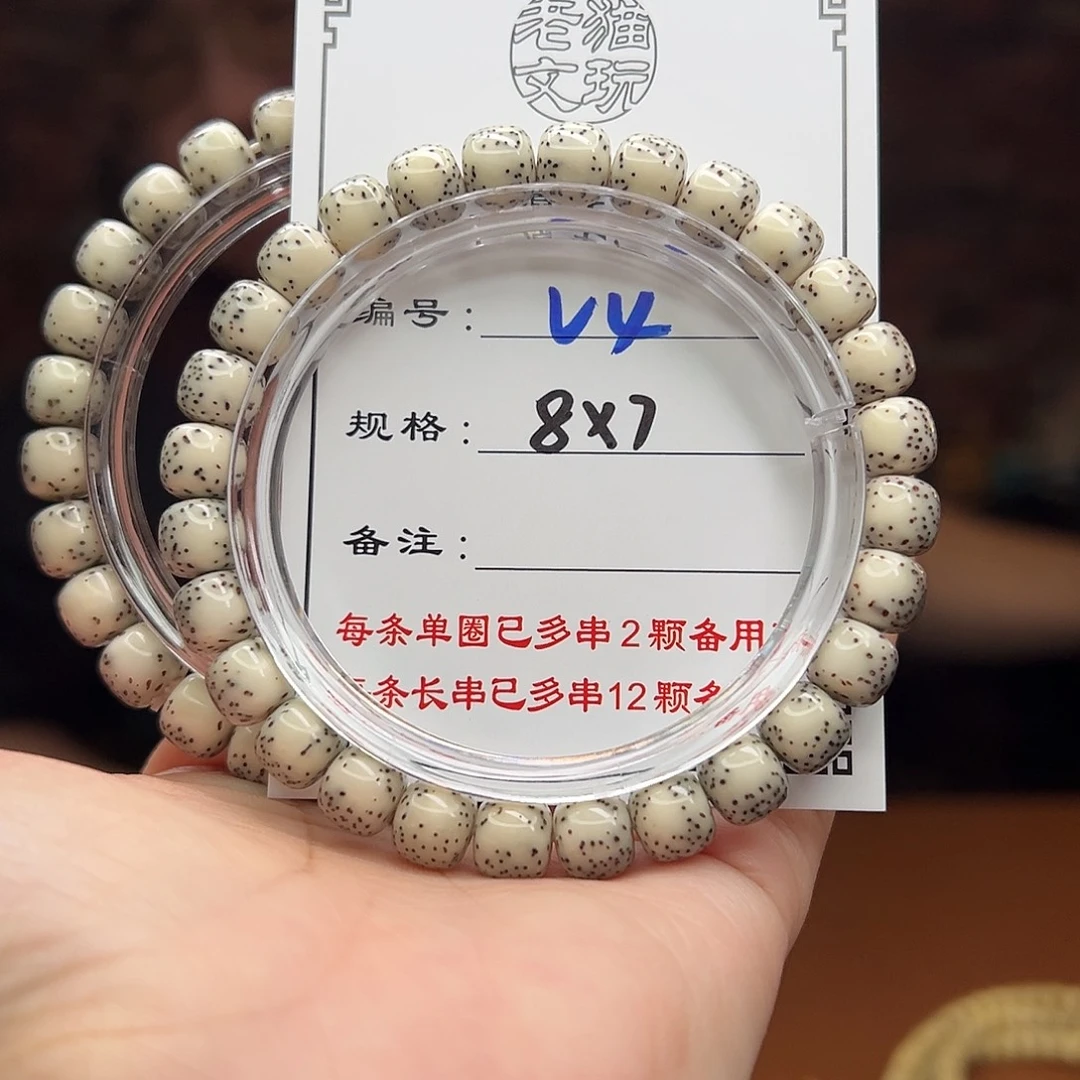 老猫
文玩
编号：V4
规格：8x7
备注：
每条单圈已多串2颗备用
条长串已多串12颗